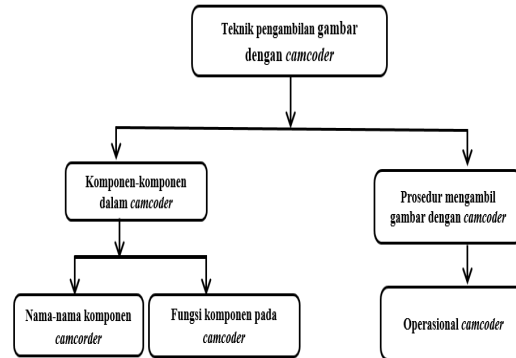 Teknik pengambilan gambar
dengan camcoder
Komponen-komponen
dalam camcoder
Prosedur mengambil
gambar dengan camcoder
Nama-nama komponen
camcorder
Fungsi komponen pada
camcoder
Operasional camcoder